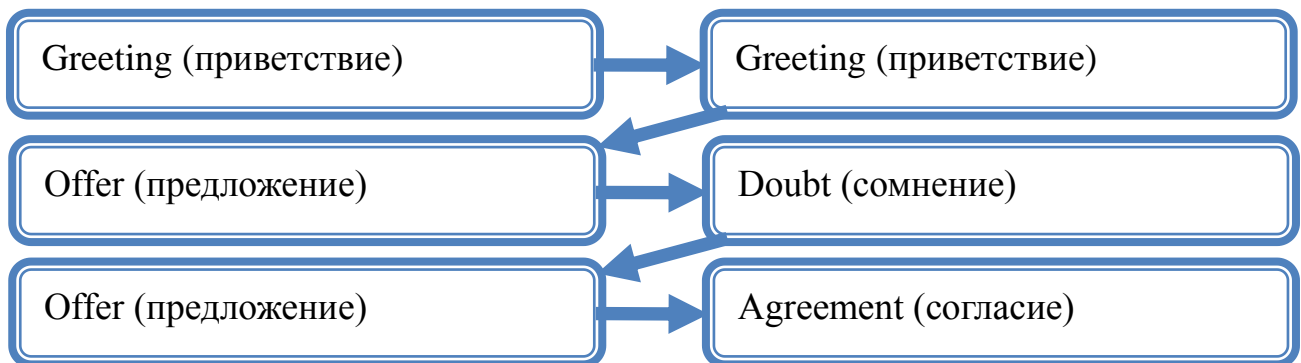 Greeting (приветствие)
Greeting (приветствие)
Offer (предложение)
Doubt (сомнение)
Offer (предложение)
Agreement (согласие)